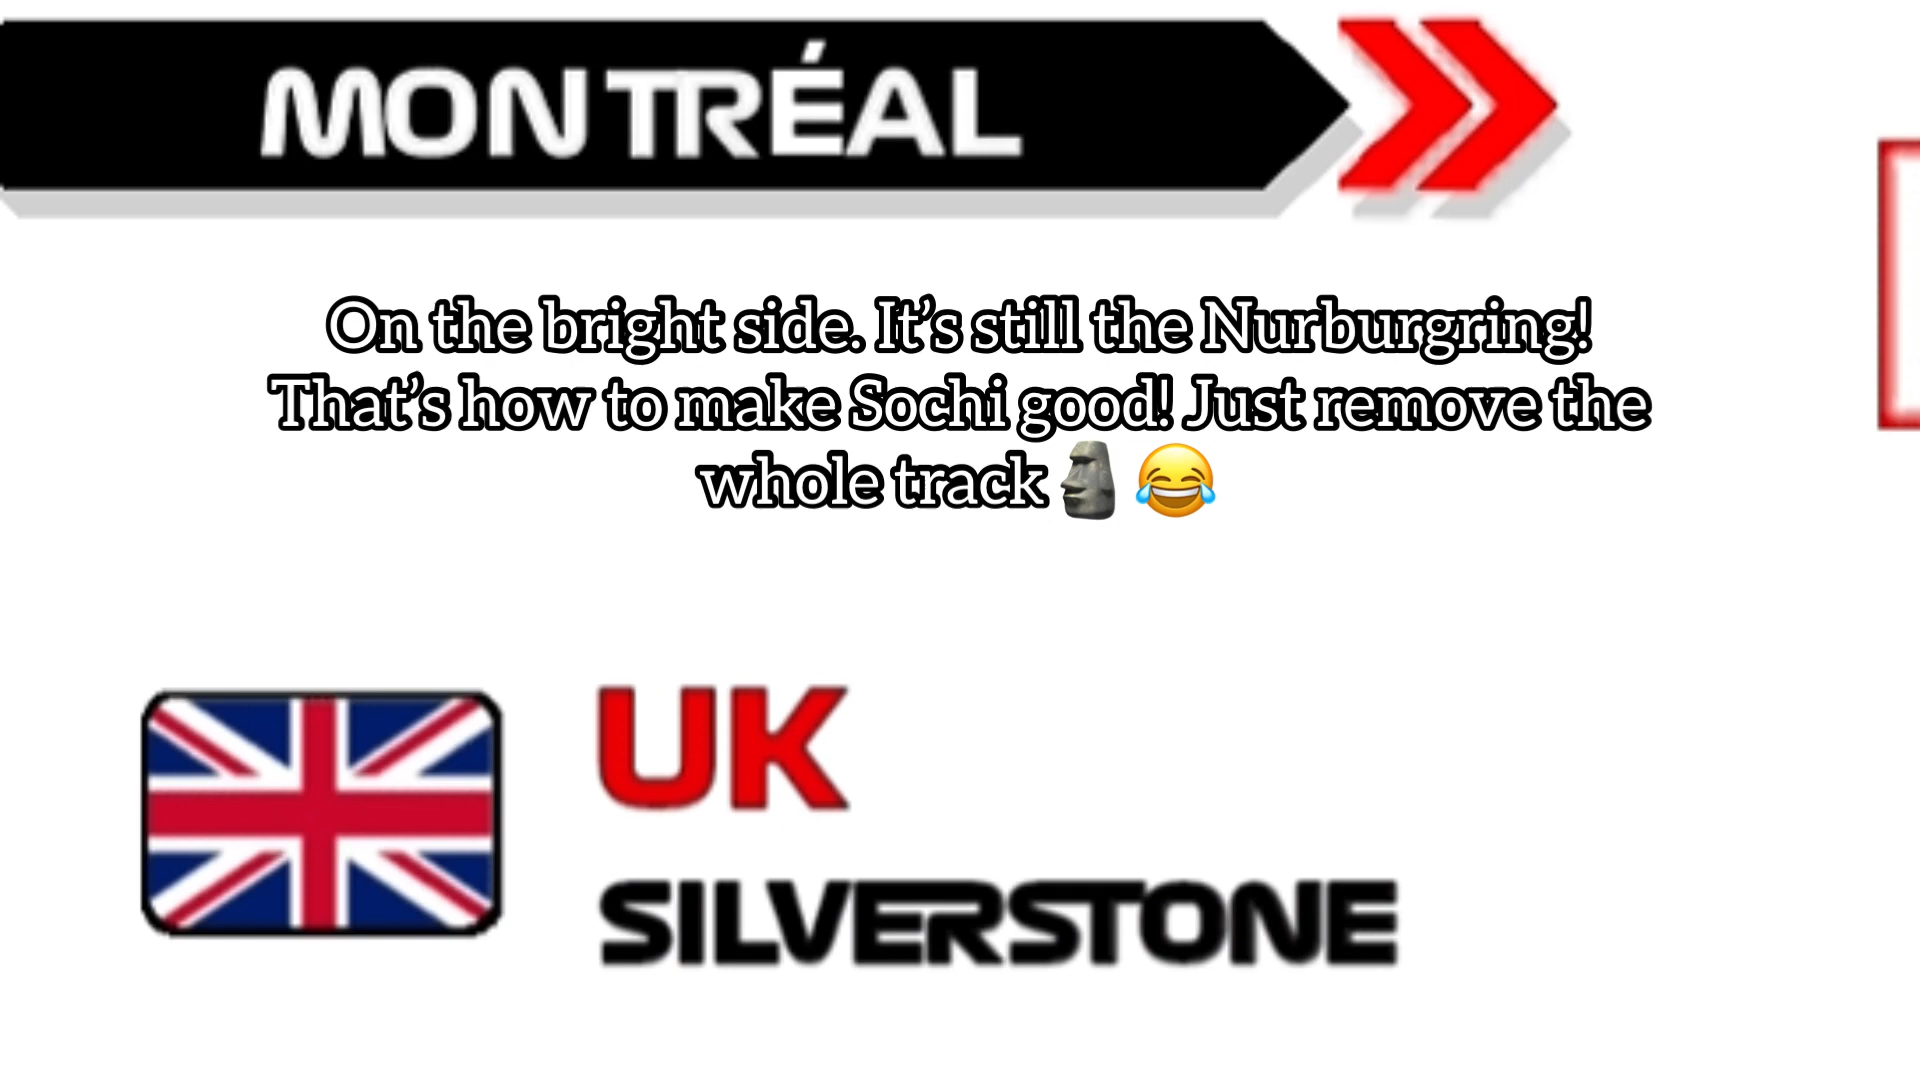 MONTRÉAL
On the bright side. It’s still the Nurburgring!
That’s how to make Sochi good! Just remove the
whole track🗿😂
UK
SILVERSTONE